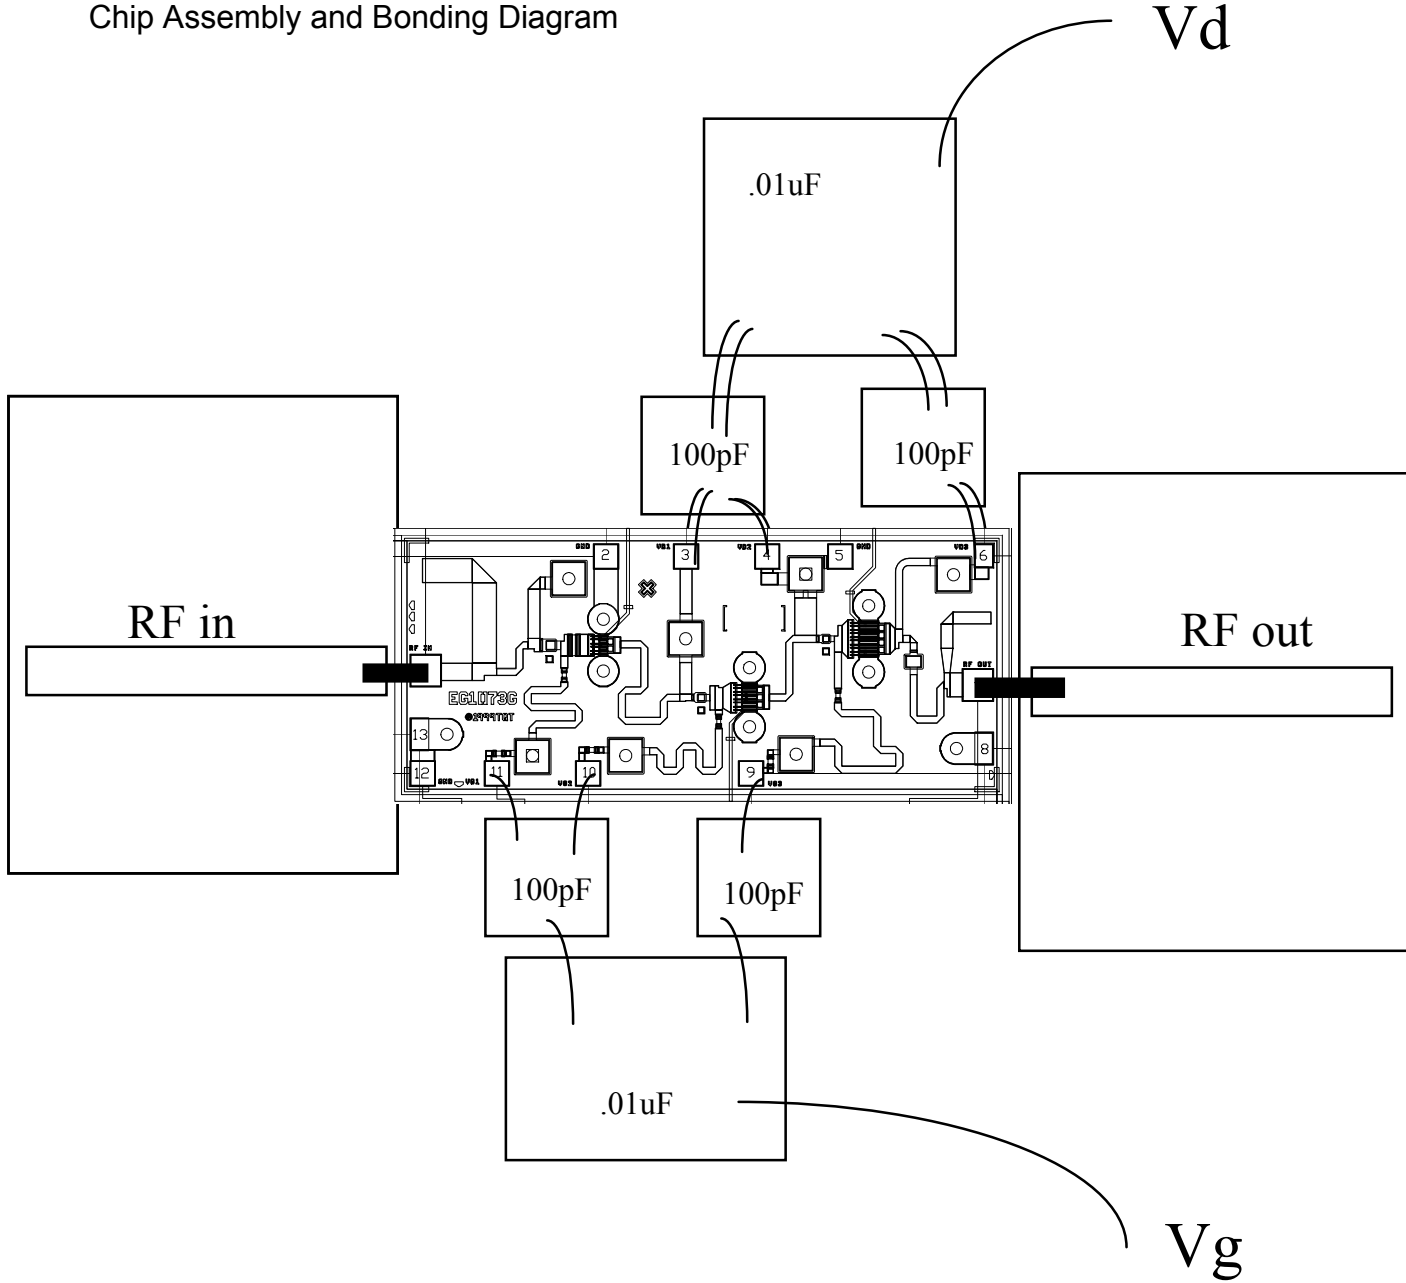 Chip Assembly and Bonding Diagram
Vd
.01uF
100pF
100pF
GND 2
VD1 3
VD2 4
5 GND
VD3 6
RF in
RF out
RF IN
RF OUT
EG1073G
©1999TQT
13
8
12 GND
VG1 11
VG2 10
9 VG3
100pF
100pF
.01uF
Vg